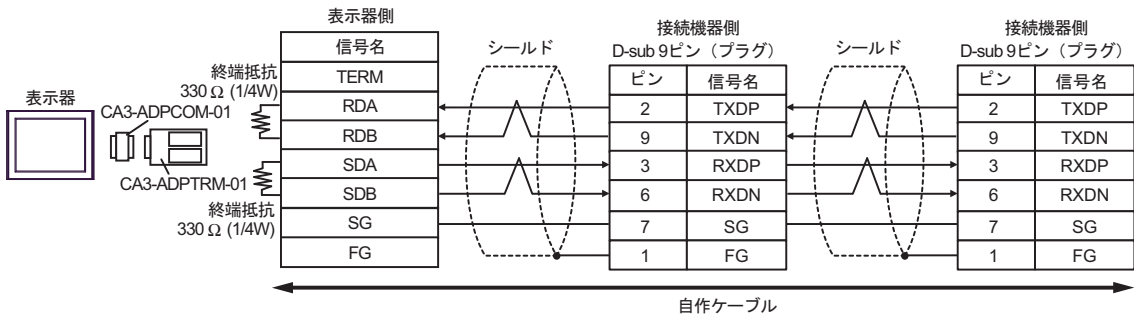 表示器
CA3-ADPCOM-01
CA3-ADPTRM-01
終端抵抗
330 Ω (1/4W)
終端抵抗
330 Ω (1/4W)
表示器側
信号名
TERM
RDA
RDB
SDA
SDB
SG
FG
シールド
接続機器側
D-sub 9ピン（プラグ）
ピン 信号名
2 TXDP
9 TXDN
3 RXDP
6 RXDN
7 SG
1 FG
シールド
接続機器側
D-sub 9ピン（プラグ）
ピン 信号名
2 TXDP
9 TXDN
3 RXDP
6 RXDN
7 SG
1 FG
自作ケーブル